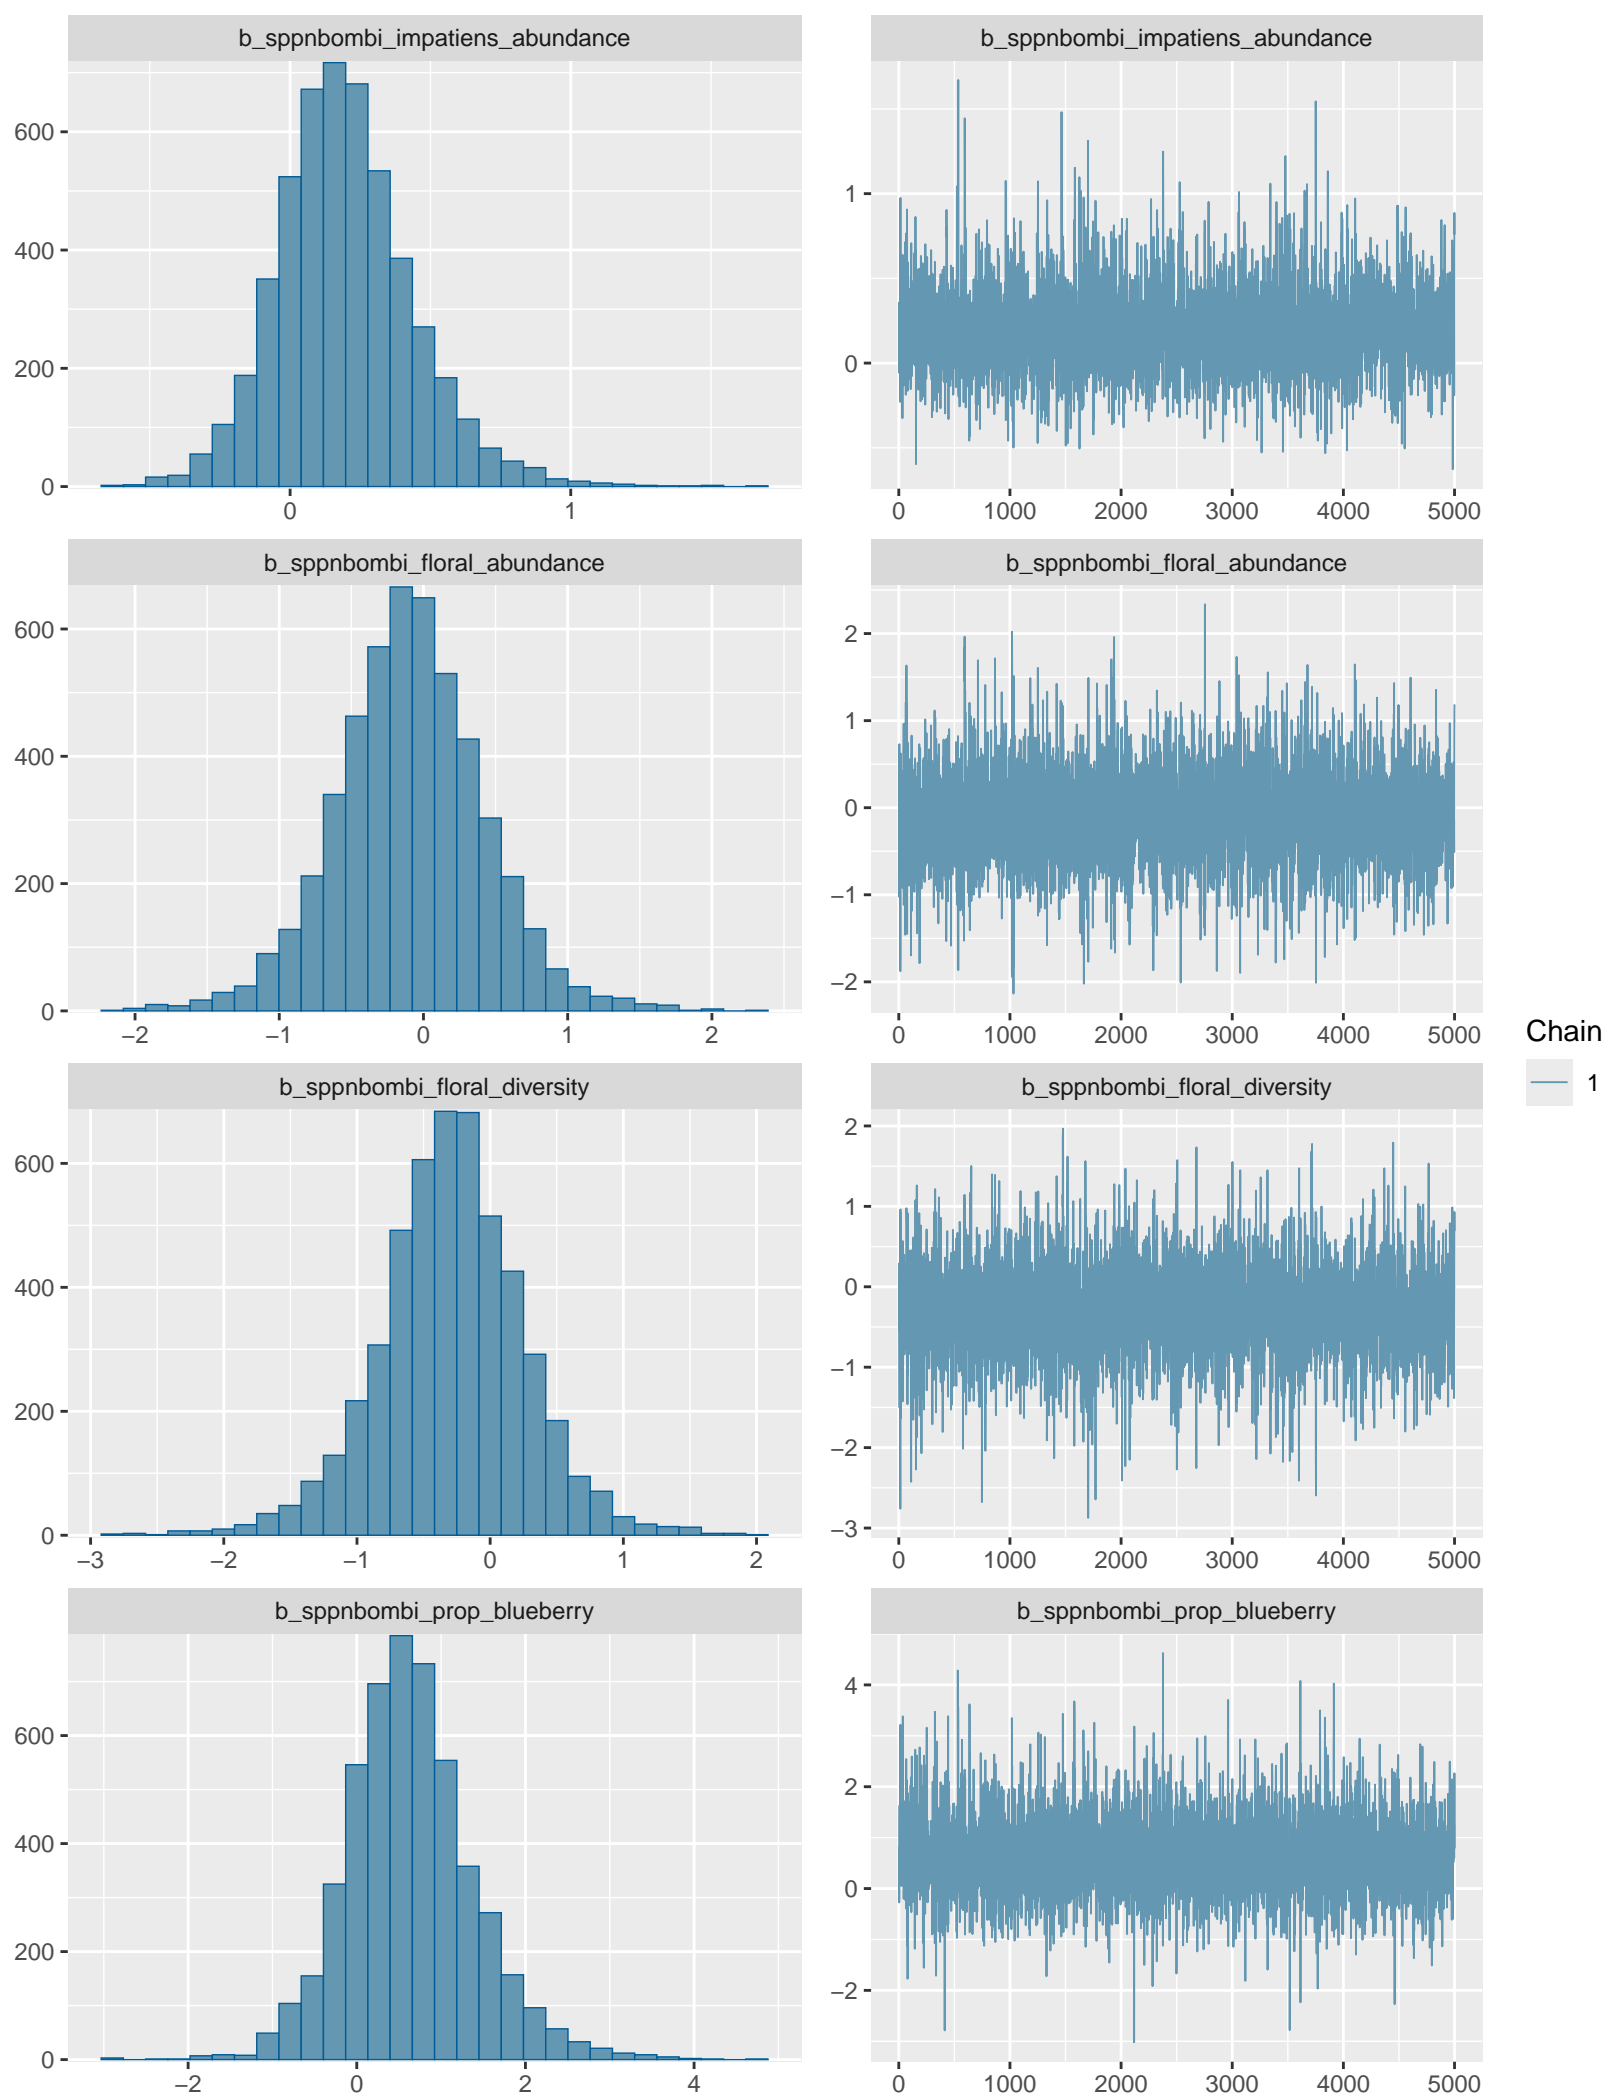 b_sppnbombi_impatiens_abundance
b_sppnbombi_impatiens_abundance
600
400
200
0
0 1
1
0
0 1000 2000 3000 4000 5000
b_sppnbombi_floral_abundance
b_sppnbombi_floral_abundance
600
400
200
0
−2 −1 0 1 2
2
1
0
−1
−2
0 1000 2000 3000 4000 5000
b_sppnbombi_floral_diversity
b_sppnbombi_floral_diversity
600
400
200
0
−3 −2 −1 0 1 2
2
1
0
−1
−2
−3
0 1000 2000 3000 4000 5000
b_sppnbombi_prop_blueberry
b_sppnbombi_prop_blueberry
600
400
200
0
−2 0 2 4
4
2
0
−2
0 1000 2000 3000 4000 5000
Chain
1